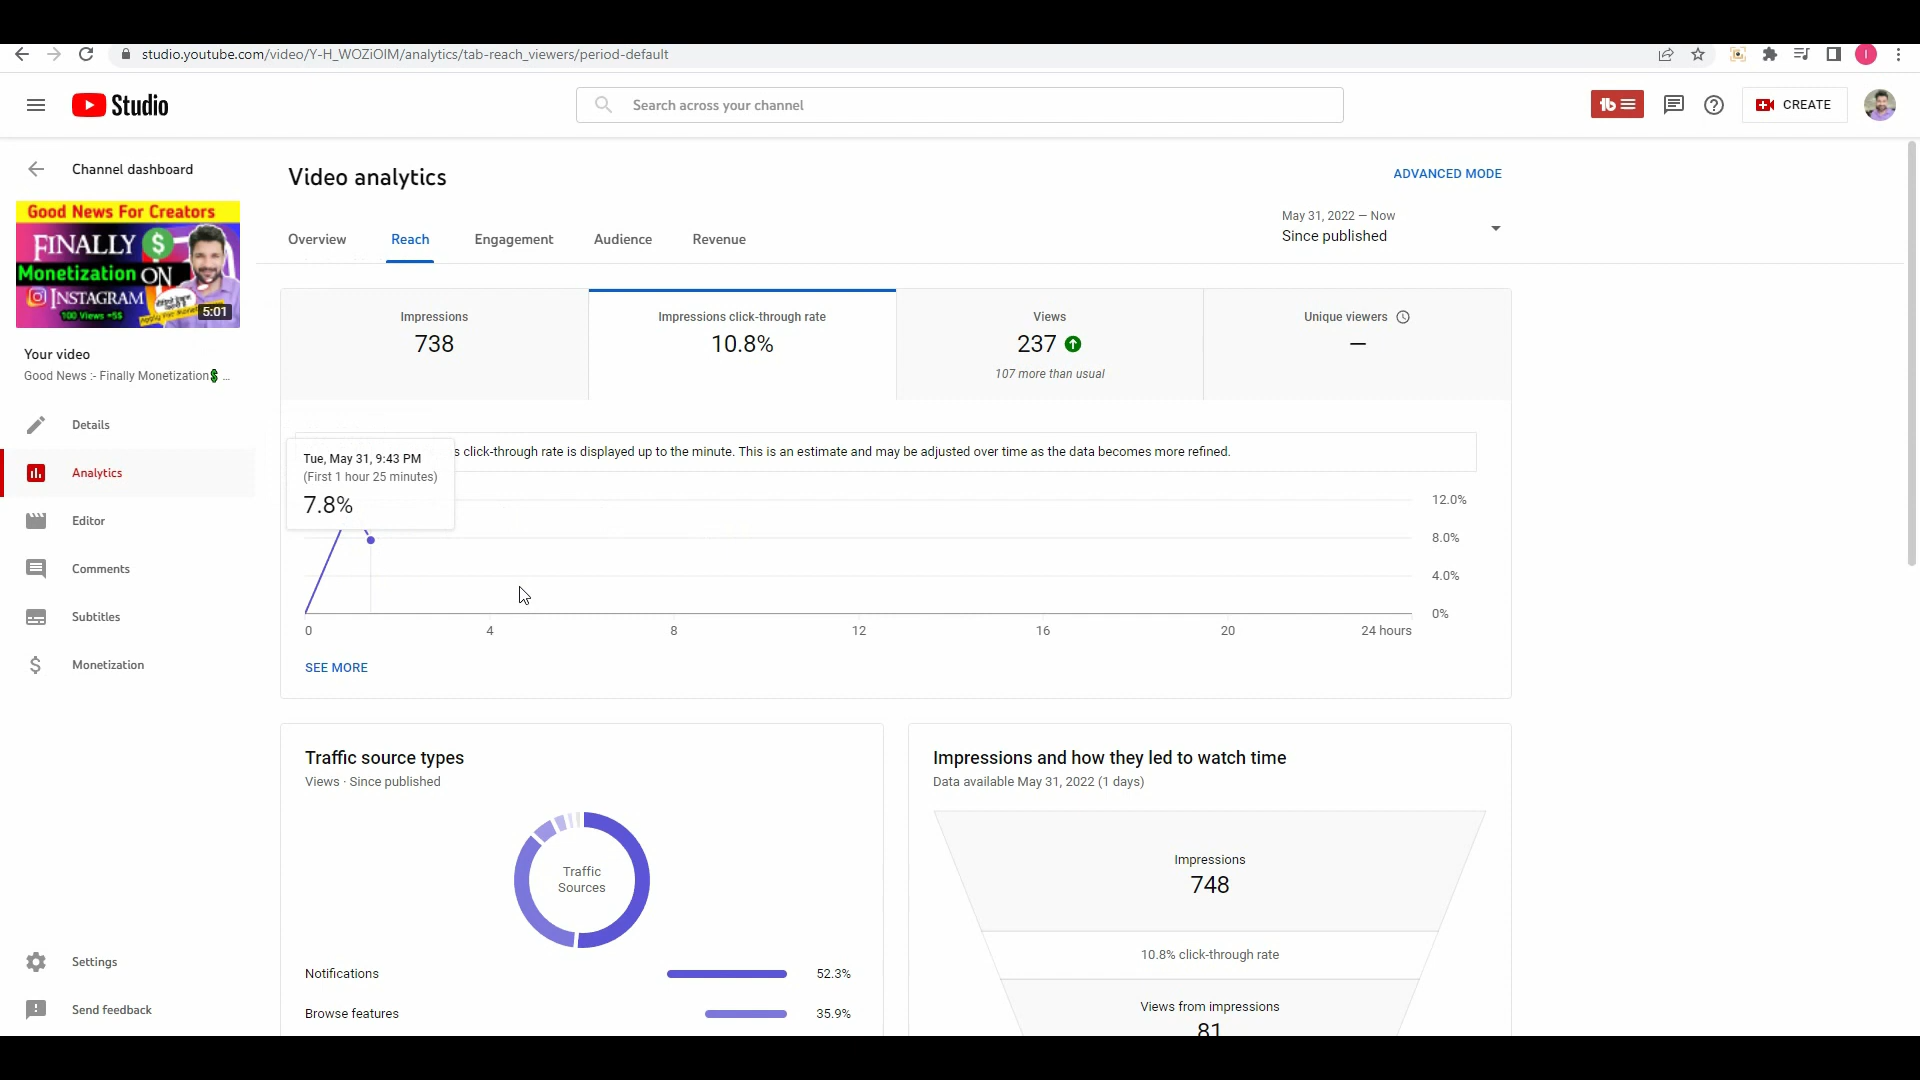 studio.youtube.com/video/Y-H_WOZiOIM/analytics/tab-reach_viewers/period-default
I
Studio
Search across your channel
CREATE
Channel dashboard
Good News For Creators
FINALLY $
Monetization ON
INSTAGRAM
100 Views =5$
5:01
Your video
Good News :- Finally Monetization💲 ...
Details
Analytics
Editor
Comments
Subtitles
Monetization
Settings
Send feedback
Video analytics
ADVANCED MODE
Overview
Reach
Engagement
Audience
Revenue
May 31, 2022 – Now
Since published
Impressions
738
Impressions click-through rate
10.8%
Views
237
107 more than usual
Unique viewers
—
s click-through rate is displayed up to the minute. This is an estimate and may be adjusted over time as the data becomes more refined.
Tue, May 31, 9:43 PM
(First 1 hour 25 minutes)
7.8%
12.0%
8.0%
4.0%
0%
0 4 8 12 16 20 24 hours
SEE MORE
Traffic source types
Views · Since published
Traffic
Sources
Notifications 52.3%
Browse features 35.9%
Impressions and how they led to watch time
Data available May 31, 2022 (1 days)
Impressions
748
10.8% click-through rate
Views from impressions
81